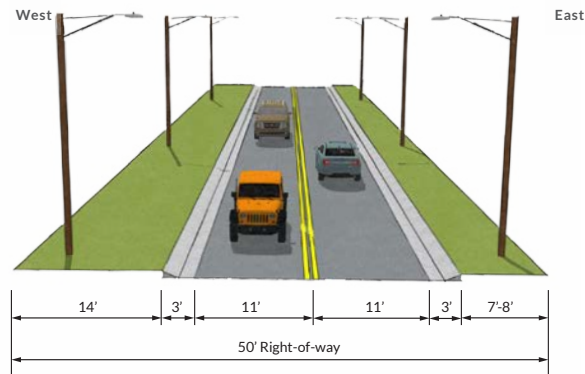 West
East
14’
3’
11’
11’
3’
7’-8’
50’ Right-of-way